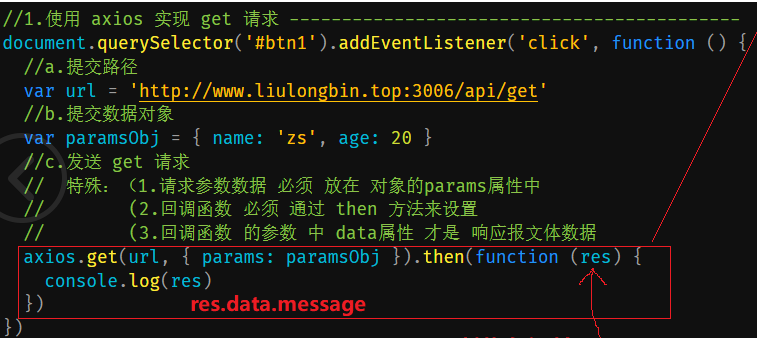 //1.使用 axios 实现 get 请求 --------------------------------------------
document.querySelector('#btn1').addEventListener('click', function () {
//a.提交路径
var url = 'http://www.liulongbin.top:3006/api/get'
//b.提交数据对象
var paramsObj = { name: 'zs', age: 20 }
//c.发送 get 请求
// 特殊：（1.请求参数数据 必须 放在 对象的params属性中
// (2.回调函数 必须 通过 then 方法来设置
// (3.回调函数 的参数 中 data属性 才是 响应报文体数据
axios.get(url, { params: paramsObj }).then(function (res) {
console.log(res)
})
res.data.message
})